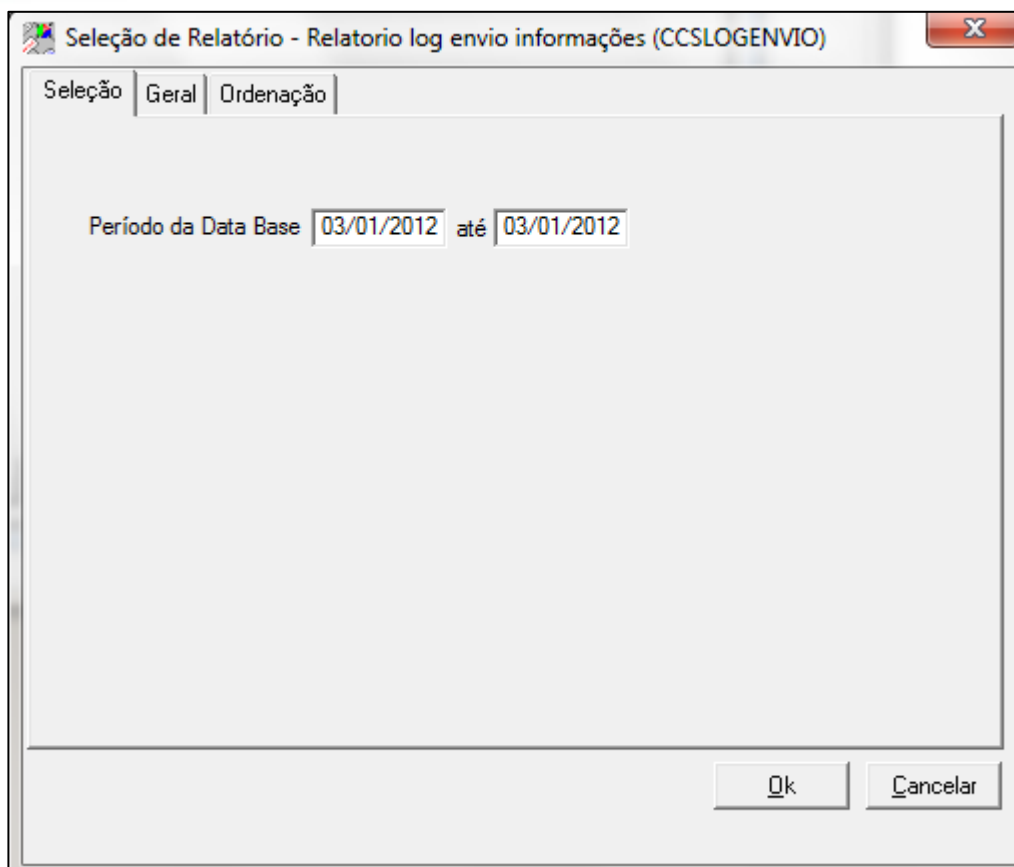 Seleção de Relatório - Relatorio log envio informações (CCSLOGENVIO)
Seleção Geral Ordenação
Período da Data Base 03/01/2012 até 03/01/2012
Ok Cancelar